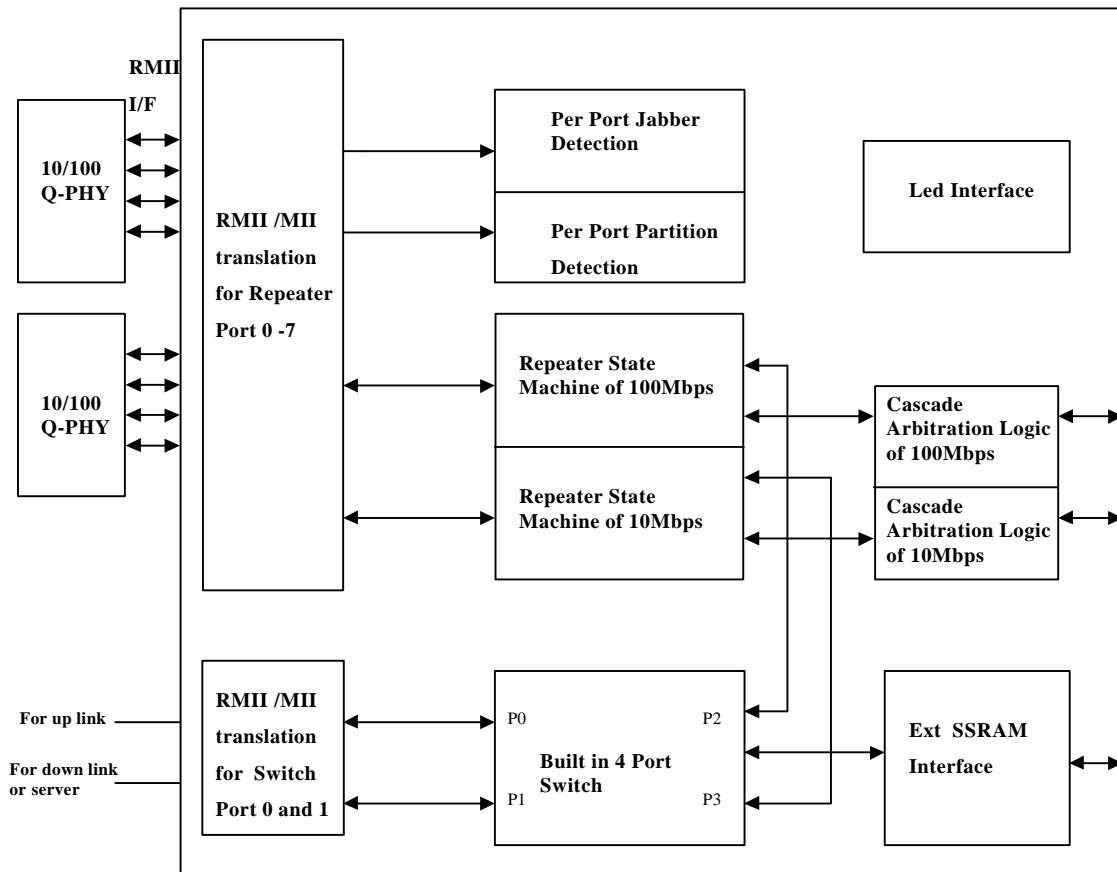 RMII
I/F
10/100
Q-PHY
10/100
Q-PHY
RMII /MII
translation
for Repeater
Port 0 -7
Per Port Jabber
Detection
Per Port Partition
Detection
Led Interface
Repeater State
Machine of 100Mbps
Repeater State
Machine of 10Mbps
Cascade
Arbitration Logic
of 100Mbps
Cascade
Arbitration Logic
of 10Mbps
For up link
For down link
or server
RMII /MII
translation
for Switch
Port 0 and 1
P0
P2
Built in 4 Port
Switch
P1
P3
Ext SSRAM
Interface